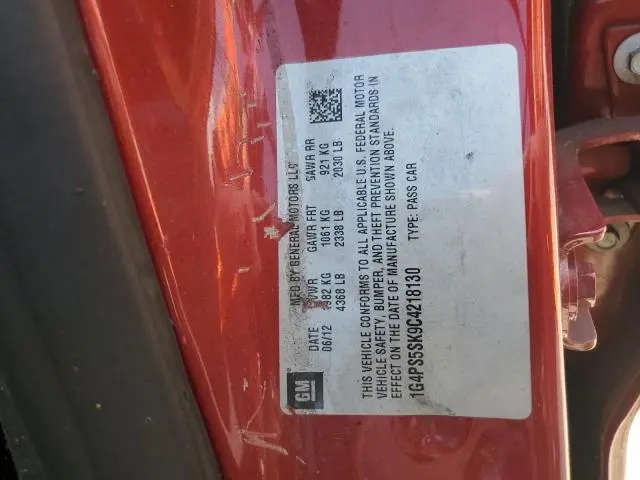 GM
MFD BY GENERAL MOTORS LLC
DATE GVWR GAWR FRT GAWR RR
06/12 1982 KG 1061 KG 921 KG
4368 LB 2338 LB 2030 LB
THIS VEHICLE CONFORMS TO ALL APPLICABLE U.S. FEDERAL MOTOR
VEHICLE SAFETY, BUMPER, AND THEFT PREVENTION STANDARDS IN
EFFECT ON THE DATE OF MANUFACTURE SHOWN ABOVE.
1G4PS5SK9C4218130 TYPE: PASS CAR